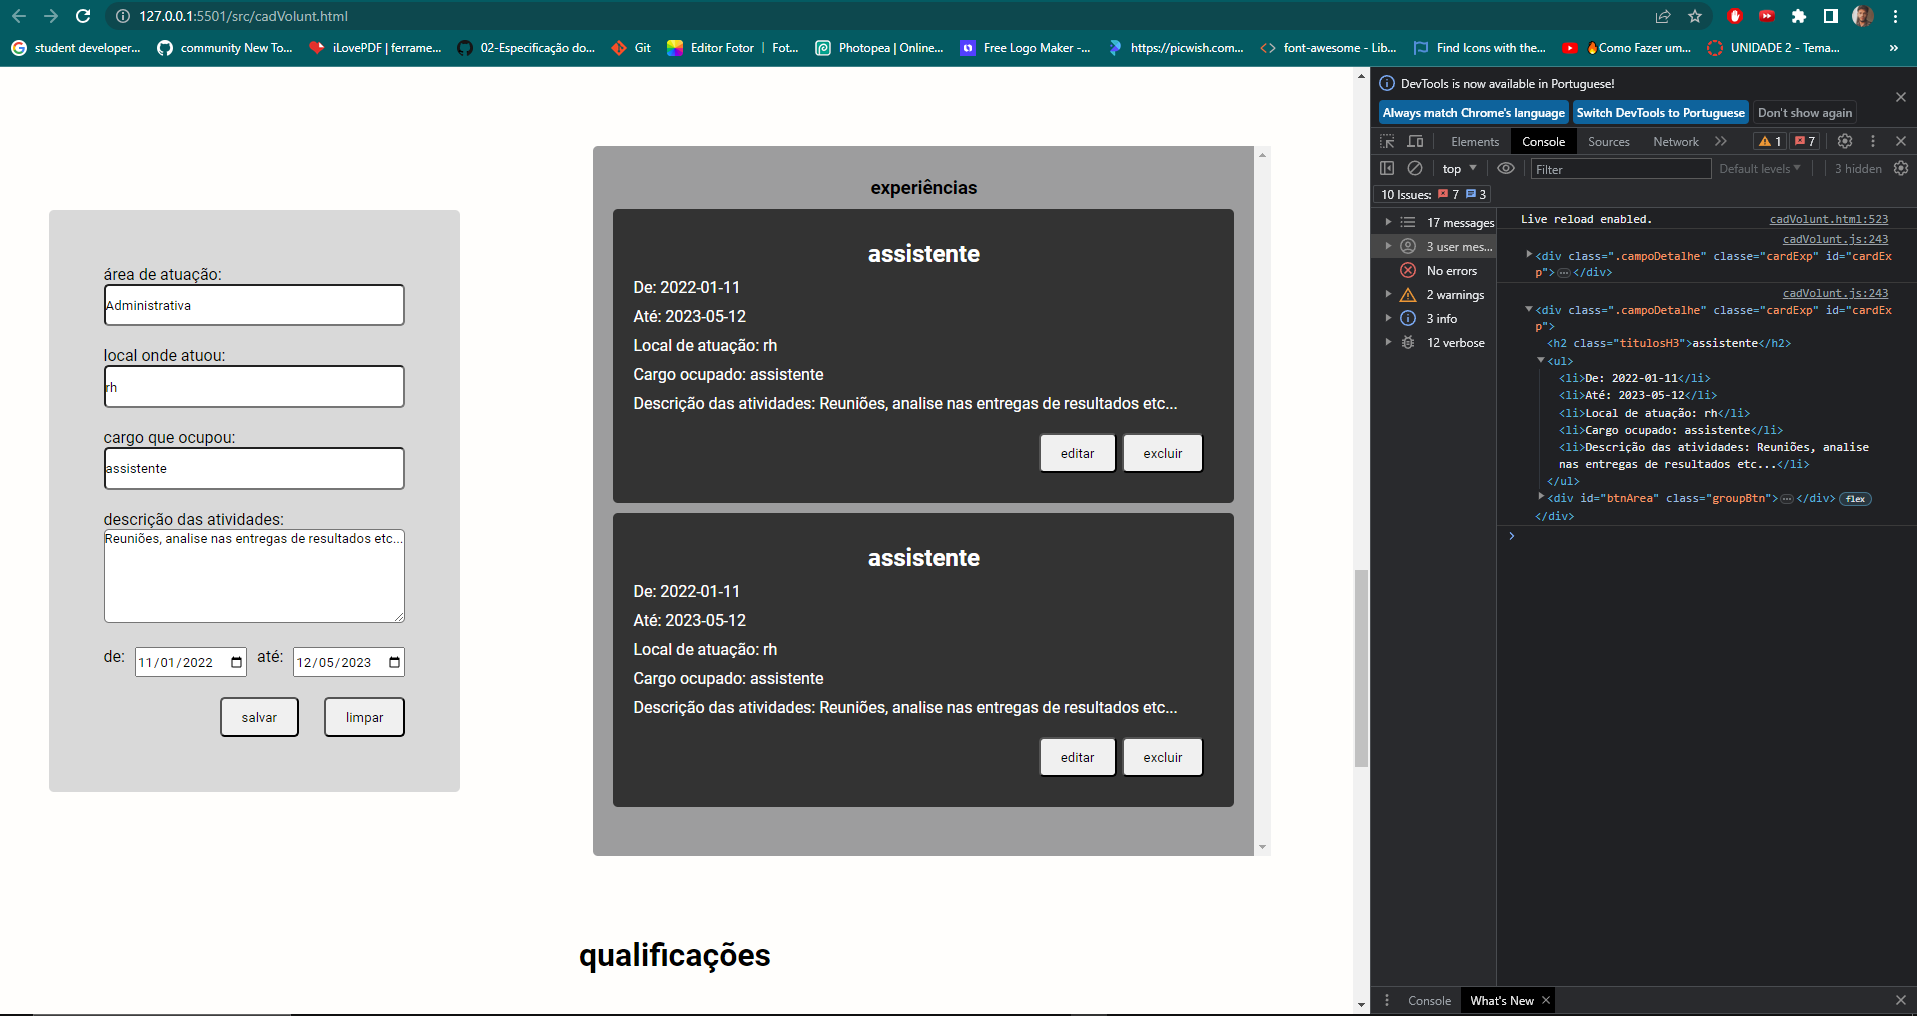 127.0.0.1:5501/src/cadVolunt.html
student developer...
community New To...
iLovePDF | ferrame...
02-Especificação do...
Git
Editor Fotor | Fot...
Photopea | Online...
Free Logo Maker -...
https://picwish.com...
font-awesome - Lib...
Find Icons with the...
🔥Como Fazer um...
UNIDADE 2 - Tema...
»
área de atuação:
Administrativa
local onde atuou:
rh
cargo que ocupou:
assistente
descrição das atividades:
Reuniões, analise nas entregas de resultados etc...
de: 11/01/2022 até: 12/05/2023
salvar limpar
experiências
assistente
De: 2022-01-11
Até: 2023-05-12
Local de atuação: rh
Cargo ocupado: assistente
Descrição das atividades: Reuniões, analise nas entregas de resultados etc...
editar excluir
assistente
De: 2022-01-11
Até: 2023-05-12
Local de atuação: rh
Cargo ocupado: assistente
Descrição das atividades: Reuniões, analise nas entregas de resultados etc...
editar excluir
qualificações
DevTools is now available in Portuguese!
Always match Chrome's language Switch DevTools to Portuguese Don't show again
Elements Console Sources Network 1 7
top Filter Default levels 3 hidden
10 Issues: 7 3
17 messages
3 user mes...
No errors
2 warnings
3 info
12 verbose
Live reload enabled. cadVolunt.html:523
cadVolunt.js:243
<div class=".campoDetalhe" classe="cardExp" id="cardEx
p">…</div>
cadVolunt.js:243
<div class=".campoDetalhe" classe="cardExp" id="cardEx
p">
<h2 class="titulosH3">assistente</h2>
<ul>
<li>De: 2022-01-11</li>
<li>Até: 2023-05-12</li>
<li>Local de atuação: rh</li>
<li>Cargo ocupado: assistente</li>
<li>Descrição das atividades: Reuniões, analise
nas entregas de resultados etc...</li>
</ul>
<div id="btnArea" class="groupBtn">…</div> flex
</div>
Console What's New